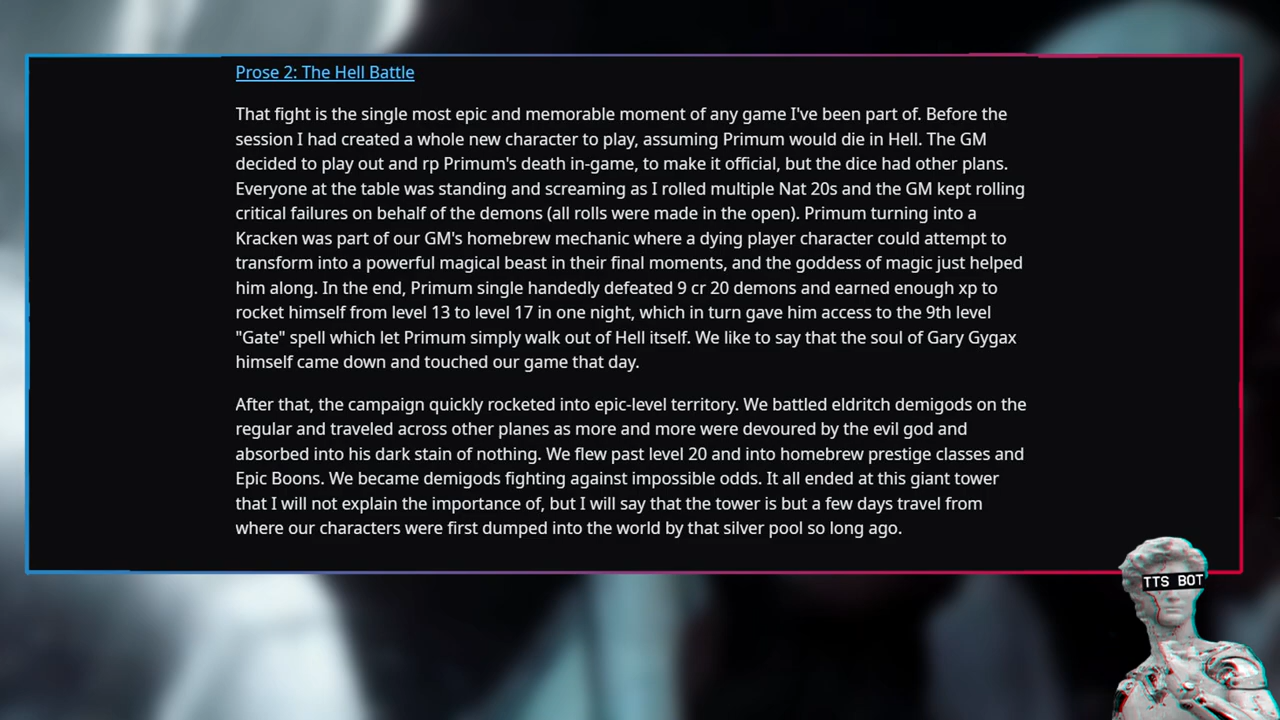 Prose 2: The Hell Battle
That fight is the single most epic and memorable moment of any game I've been part of. Before the
session I had created a whole new character to play, assuming Primum would die in Hell. The GM
decided to play out and rp Primum's death in-game, to make it official, but the dice had other plans.
Everyone at the table was standing and screaming as I rolled multiple Nat 20s and the GM kept rolling
critical failures on behalf of the demons (all rolls were made in the open). Primum turning into a
Kracken was part of our GM's homebrew mechanic where a dying player character could attempt to
transform into a powerful magical beast in their final moments, and the goddess of magic just helped
him along. In the end, Primum single handedly defeated 9 cr 20 demons and earned enough xp to
rocket himself from level 13 to level 17 in one night, which in turn gave him access to the 9th level
"Gate" spell which let Primum simply walk out of Hell itself. We like to say that the soul of Gary Gygax
himself came down and touched our game that day.
After that, the campaign quickly rocketed into epic-level territory. We battled eldritch demigods on the
regular and traveled across other planes as more and more were devoured by the evil god and
absorbed into his dark stain of nothing. We flew past level 20 and into homebrew prestige classes and
Epic Boons. We became demigods fighting against impossible odds. It all ended at this giant tower
that I will not explain the importance of, but I will say that the tower is but a few days travel from
where our characters were first dumped into the world by that silver pool so long ago.
TTS BOT